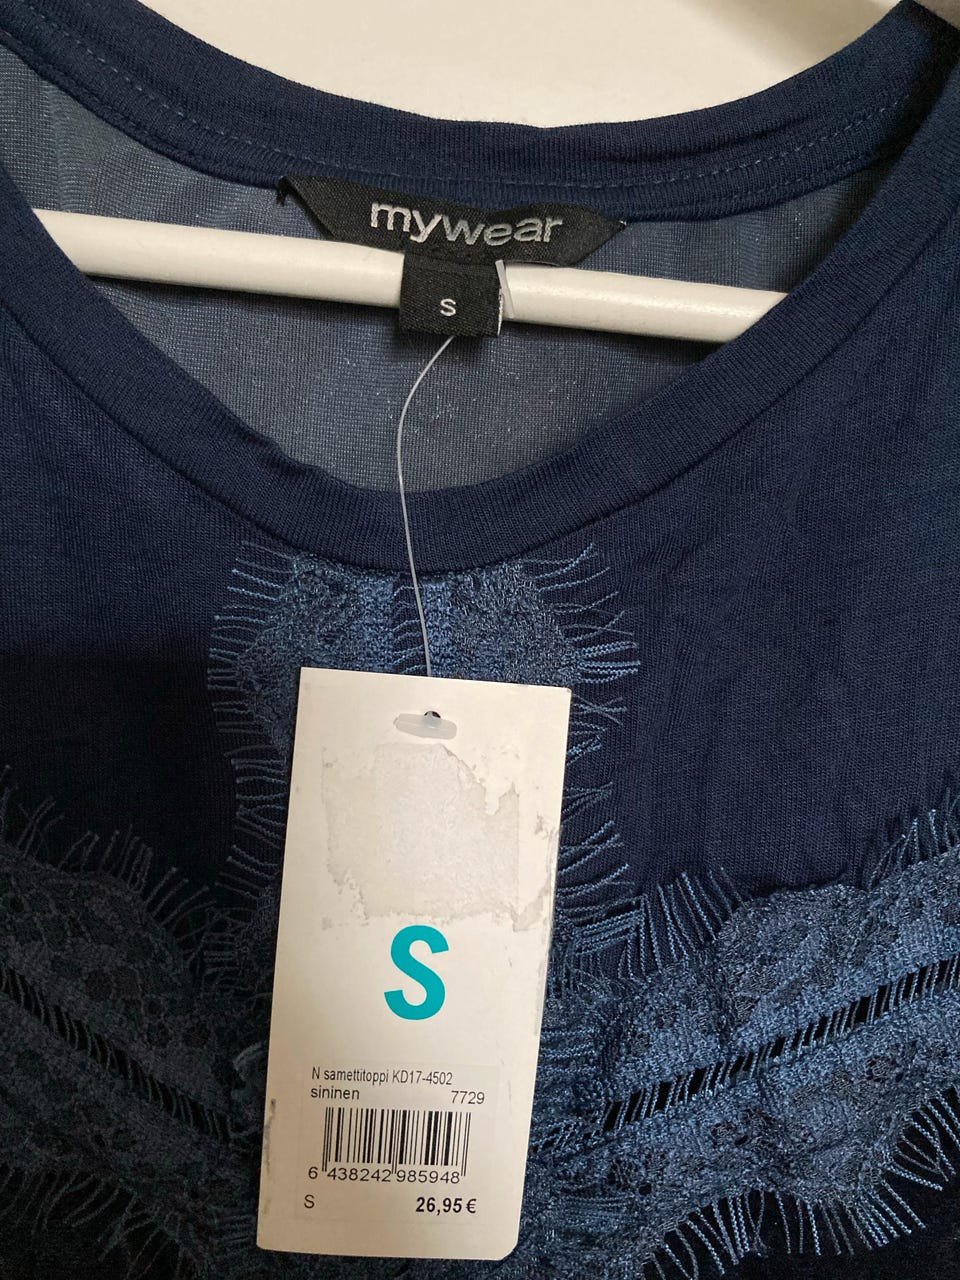 mywear
S
S
N samettitoppi KD17-4502
sininen 7729
6 438242 985948
S 26,95 €